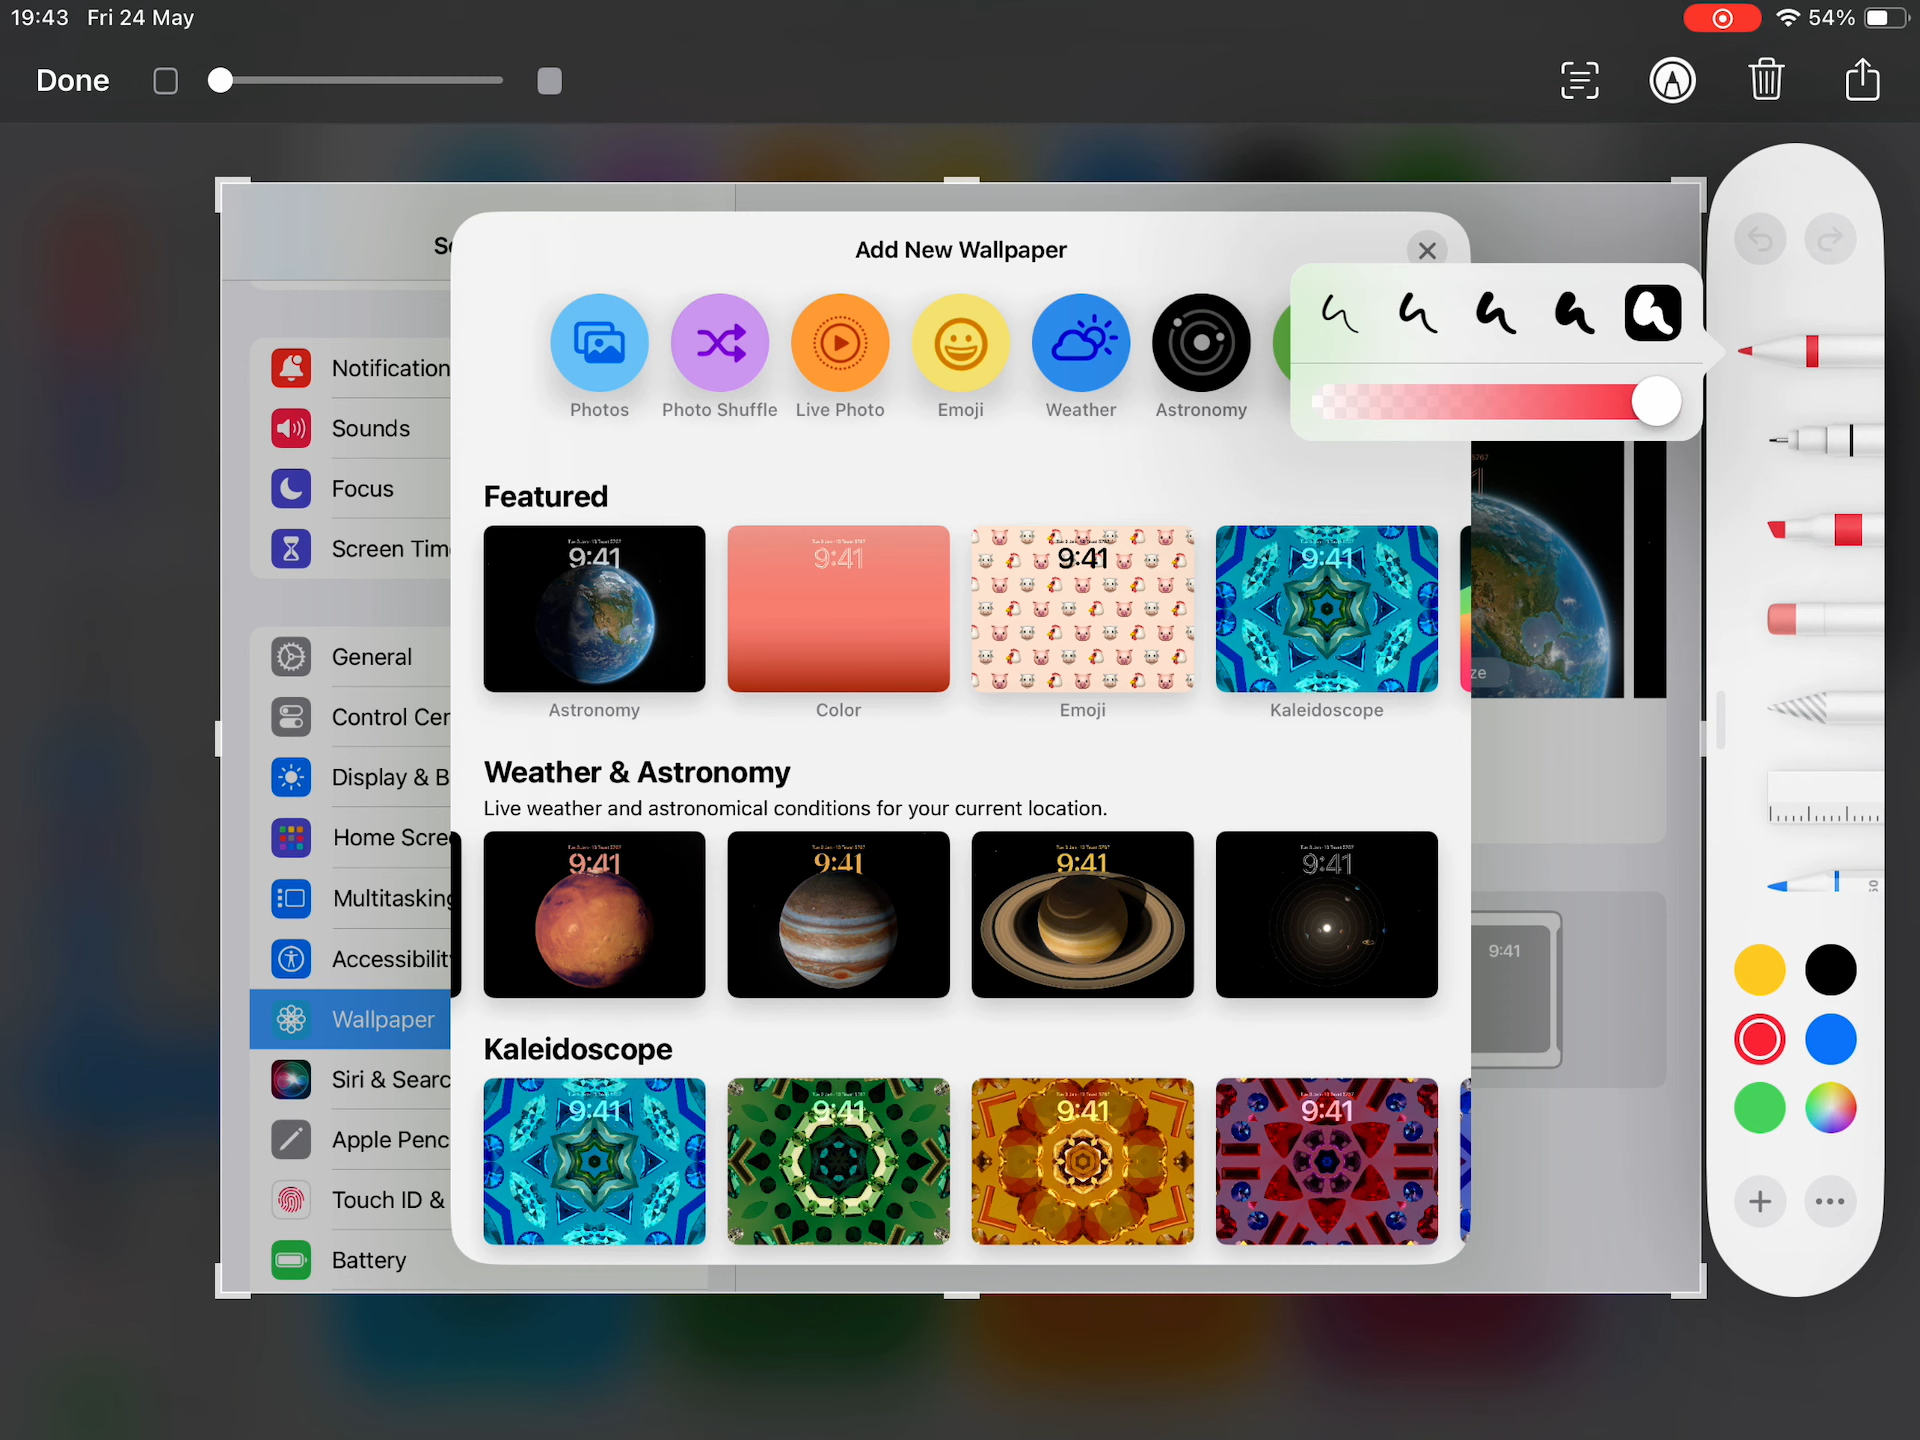 19:43 Fri 24 May
54%
Done
Add New Wallpaper
Photos
Photo Shuffle
Live Photo
Emoji
Weather
Astronomy
Notification
Sounds
Focus
Screen Tim
General
Control Cen
Display & B
Home Scre
Multitasking
Accessibilit
Wallpaper
Siri & Searc
Apple Penc
Touch ID &
Battery
Featured
9:41
9:41
9:41
9:41
Astronomy
Color
Emoji
Kaleidoscope
Weather & Astronomy
Live weather and astronomical conditions for your current location.
9:41
9:41
9:41
9:41
Kaleidoscope
9:41
9:41
9:41
9:41
ze
9:41
50